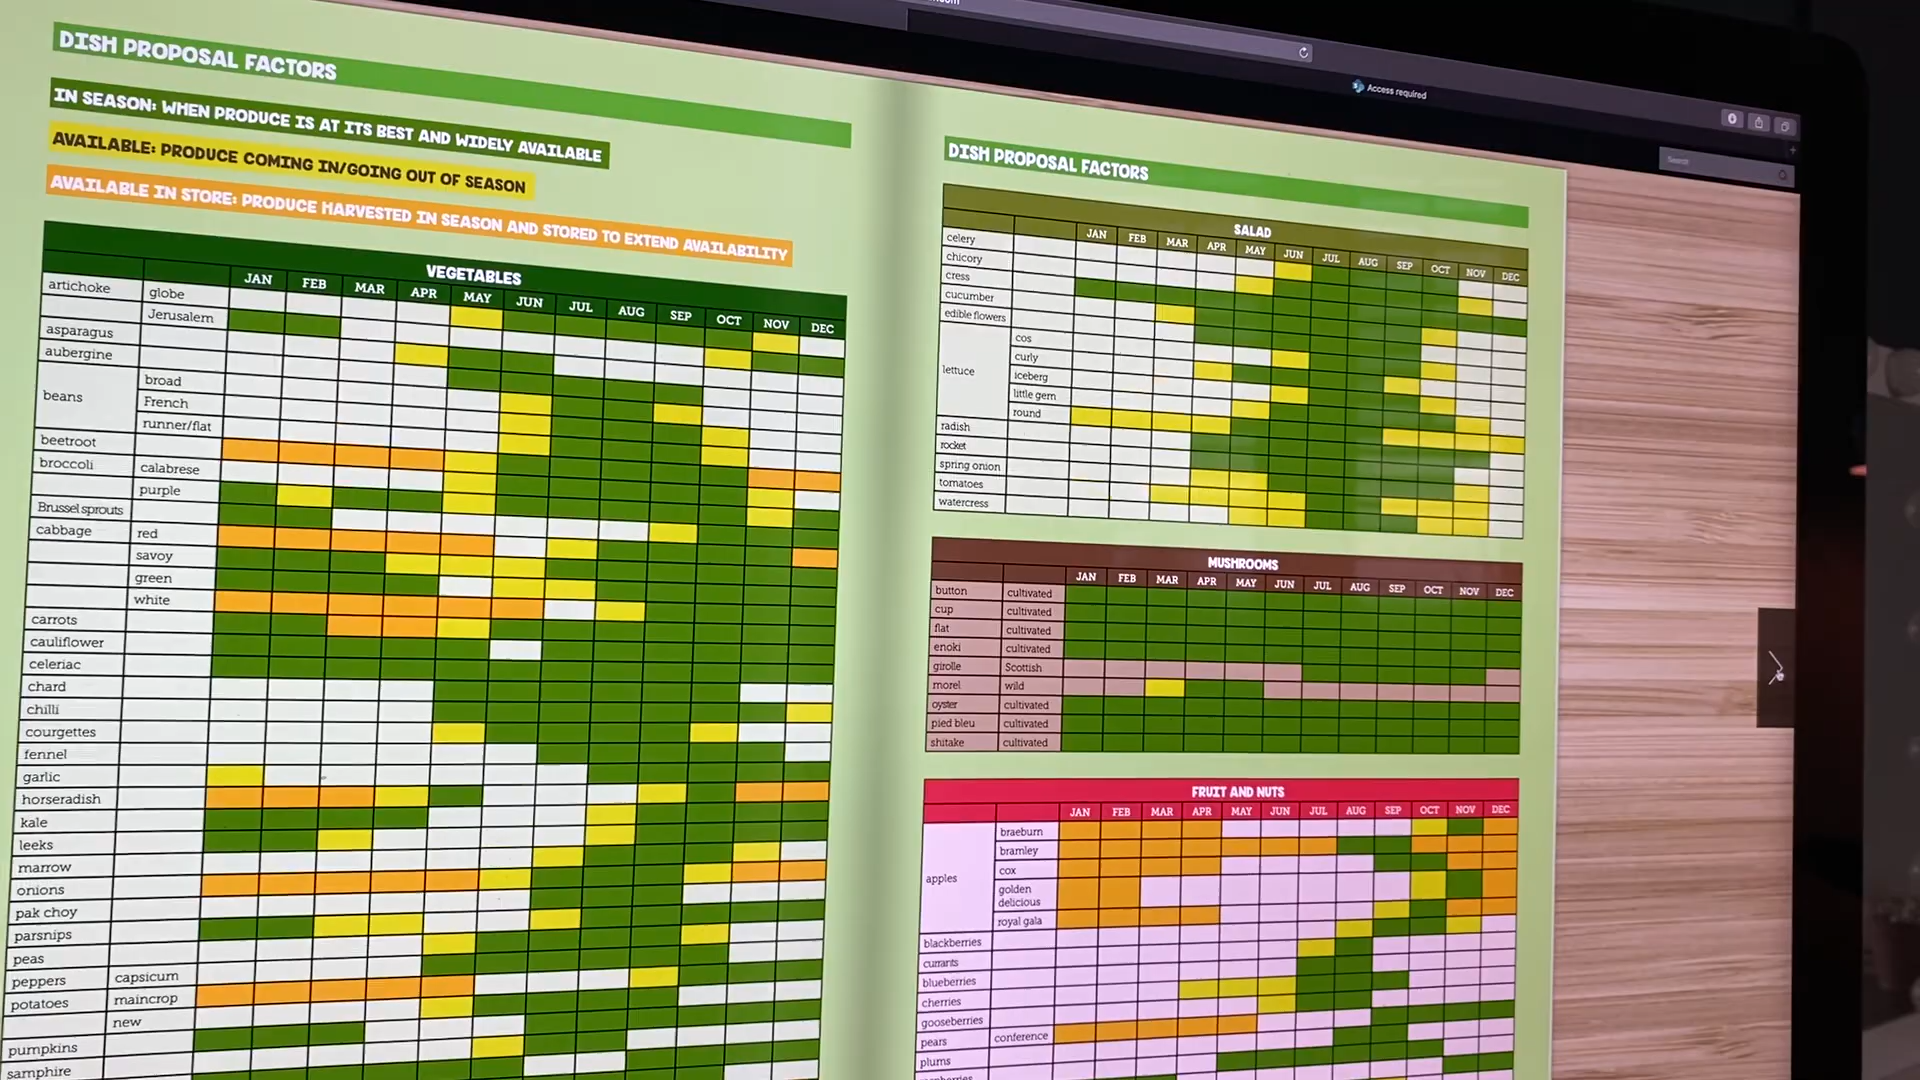 .com
Access required
Search
DISH PROPOSAL FACTORS
IN SEASON: WHEN PRODUCE IS AT ITS BEST AND WIDELY AVAILABLE
AVAILABLE: PRODUCE COMING IN/GOING OUT OF SEASON
AVAILABLE IN STORE: PRODUCE HARVESTED IN SEASON AND STORED TO EXTEND AVAILABILITY
VEGETABLES
JAN FEB MAR APR MAY JUN JUL AUG SEP OCT NOV DEC
artichoke globe
Jerusalem
asparagus
aubergine
beans broad
French
runner/flat
beetroot
broccoli calabrese
purple
Brussel sprouts
cabbage red
savoy
green
white
carrots
cauliflower
celeriac
chard
chilli
courgettes
fennel
garlic
horseradish
kale
leeks
marrow
onions
pak choy
parsnips
peas
peppers capsicum
potatoes maincrop
new
pumpkins
samphire
DISH PROPOSAL FACTORS
SALAD
JAN FEB MAR APR MAY JUN JUL AUG SEP OCT NOV DEC
celery
chicory
cress
cucumber
edible flowers
lettuce cos
curly
iceberg
little gem
round
radish
rocket
spring onion
tomatoes
watercress
MUSHROOMS
JAN FEB MAR APR MAY JUN JUL AUG SEP OCT NOV DEC
button cultivated
cup cultivated
flat cultivated
enoki cultivated
girolle Scottish
morel wild
oyster cultivated
pied bleu cultivated
shitake cultivated
FRUIT AND NUTS
JAN FEB MAR APR MAY JUN JUL AUG SEP OCT NOV DEC
apples braeburn
bramley
cox
golden
delicious
royal gala
blackberries
currants
blueberries
cherries
gooseberries
pears conference
plums